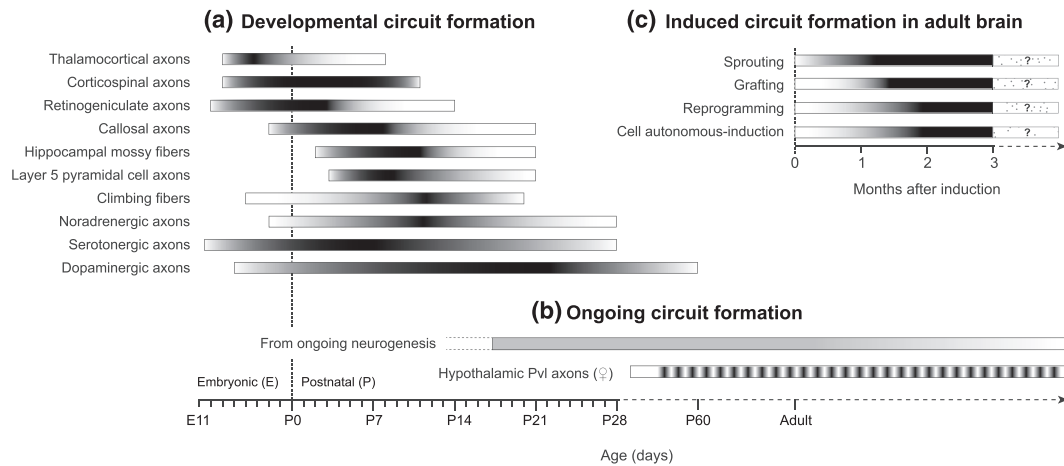 (a) Developmental circuit formation
Thalamocortical axons
Corticospinal axons
Retinogeniculate axons
Callosal axons
Hippocampal mossy fibers
Layer 5 pyramidal cell axons
Climbing fibers
Noradrenergic axons
Serotonergic axons
Dopaminergic axons
(c) Induced circuit formation in adult brain
Sprouting ?
Grafting ?
Reprogramming ?
Cell autonomous-induction ?
0 1 2 3
Months after induction
(b) Ongoing circuit formation
From ongoing neurogenesis
Hypothalamic Pvl axons (♀)
Embryonic (E) Postnatal (P)
E11 P0 P7 P14 P21 P28 P60 Adult
Age (days)